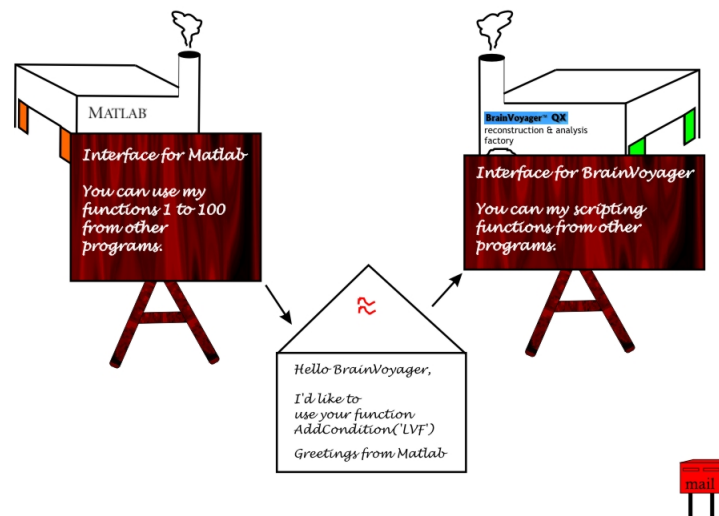 MATLAB
Interface for Matlab
You can use my
functions 1 to 100
from other
programs.
BrainVoyager™ QX
reconstruction & analysis
factory
Interface for BrainVoyager
You can my scripting
functions from other
programs.
Hello BrainVoyager,
I'd like to
use your function
AddCondition('LVF')
Greetings from Matlab
mail